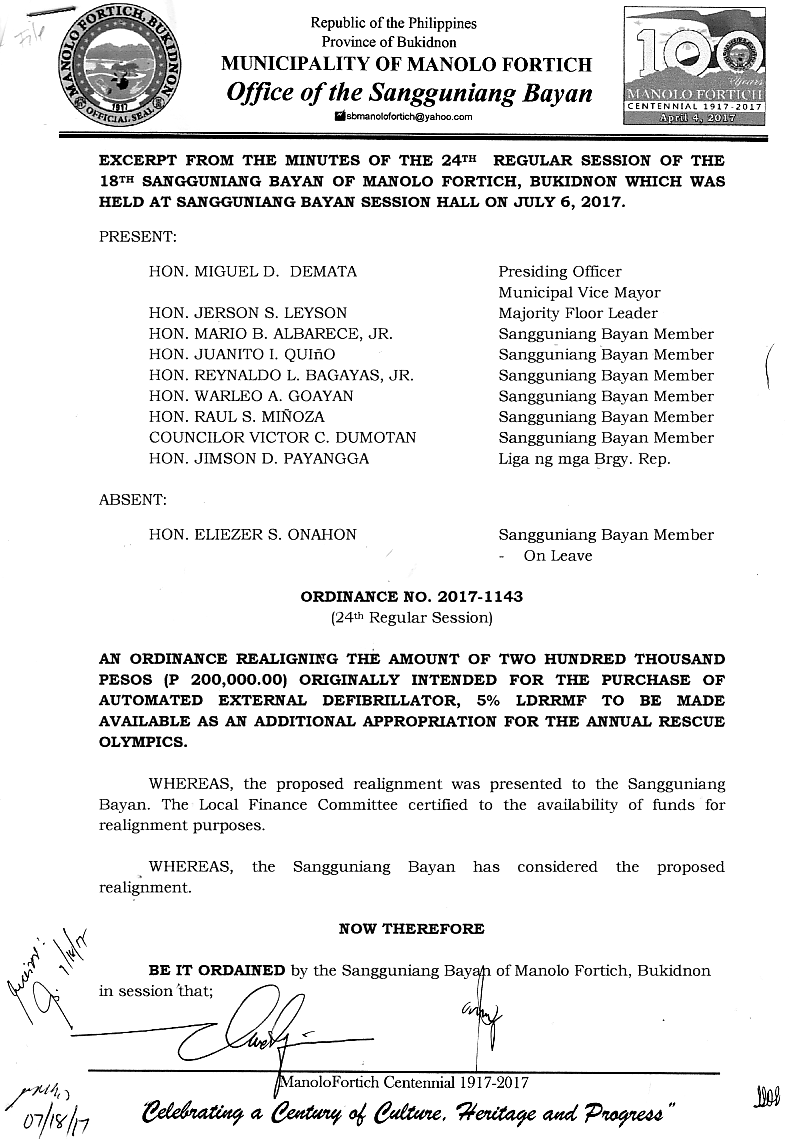 File
MANOLO FORTICH, BUKIDNON
1917
OFFICIAL SEAL
Republic of the Philippines
Province of Bukidnon
MUNICIPALITY OF MANOLO FORTICH
Office of the Sangguniang Bayan
sbmanolofortich@yahoo.com
100
Years
MANOLO FORTICH
CENTENNIAL 1917-2017
April 4, 2017
EXCERPT FROM THE MINUTES OF THE 24TH REGULAR SESSION OF THE
18TH SANGGUNIANG BAYAN OF MANOLO FORTICH, BUKIDNON WHICH WAS
HELD AT SANGGUNIANG BAYAN SESSION HALL ON JULY 6, 2017.
PRESENT:
HON. MIGUEL D. DEMATA Presiding Officer
Municipal Vice Mayor
HON. JERSON S. LEYSON Majority Floor Leader
HON. MARIO B. ALBARECE, JR. Sangguniang Bayan Member
HON. JUANITO I. QUIñO Sangguniang Bayan Member
HON. REYNALDO L. BAGAYAS, JR. Sangguniang Bayan Member
HON. WARLEO A. GOAYAN Sangguniang Bayan Member
HON. RAUL S. MIÑOZA Sangguniang Bayan Member
COUNCILOR VICTOR C. DUMOTAN Sangguniang Bayan Member
HON. JIMSON D. PAYANGGA Liga ng mga Brgy. Rep.
ABSENT:
HON. ELIEZER S. ONAHON Sangguniang Bayan Member
- On Leave
ORDINANCE NO. 2017-1143
(24th Regular Session)
AN ORDINANCE REALIGNING THE AMOUNT OF TWO HUNDRED THOUSAND
PESOS (P 200,000.00) ORIGINALLY INTENDED FOR THE PURCHASE OF
AUTOMATED EXTERNAL DEFIBRILLATOR, 5% LDRRMF TO BE MADE
AVAILABLE AS AN ADDITIONAL APPROPRIATION FOR THE ANNUAL RESCUE
OLYMPICS.
WHEREAS, the proposed realignment was presented to the Sangguniang
Bayan. The Local Finance Committee certified to the availability of funds for
realignment purposes.
WHEREAS, the Sangguniang Bayan has considered the proposed
realignment.
NOW THEREFORE
BE IT ORDAINED by the Sangguniang Bayan of Manolo Fortich, Bukidnon
in session that;
7/18/17
ManoloFortich Centennial 1917-2017
"Celebrating a Century of Culture, Heritage and Progress"
07/18/17